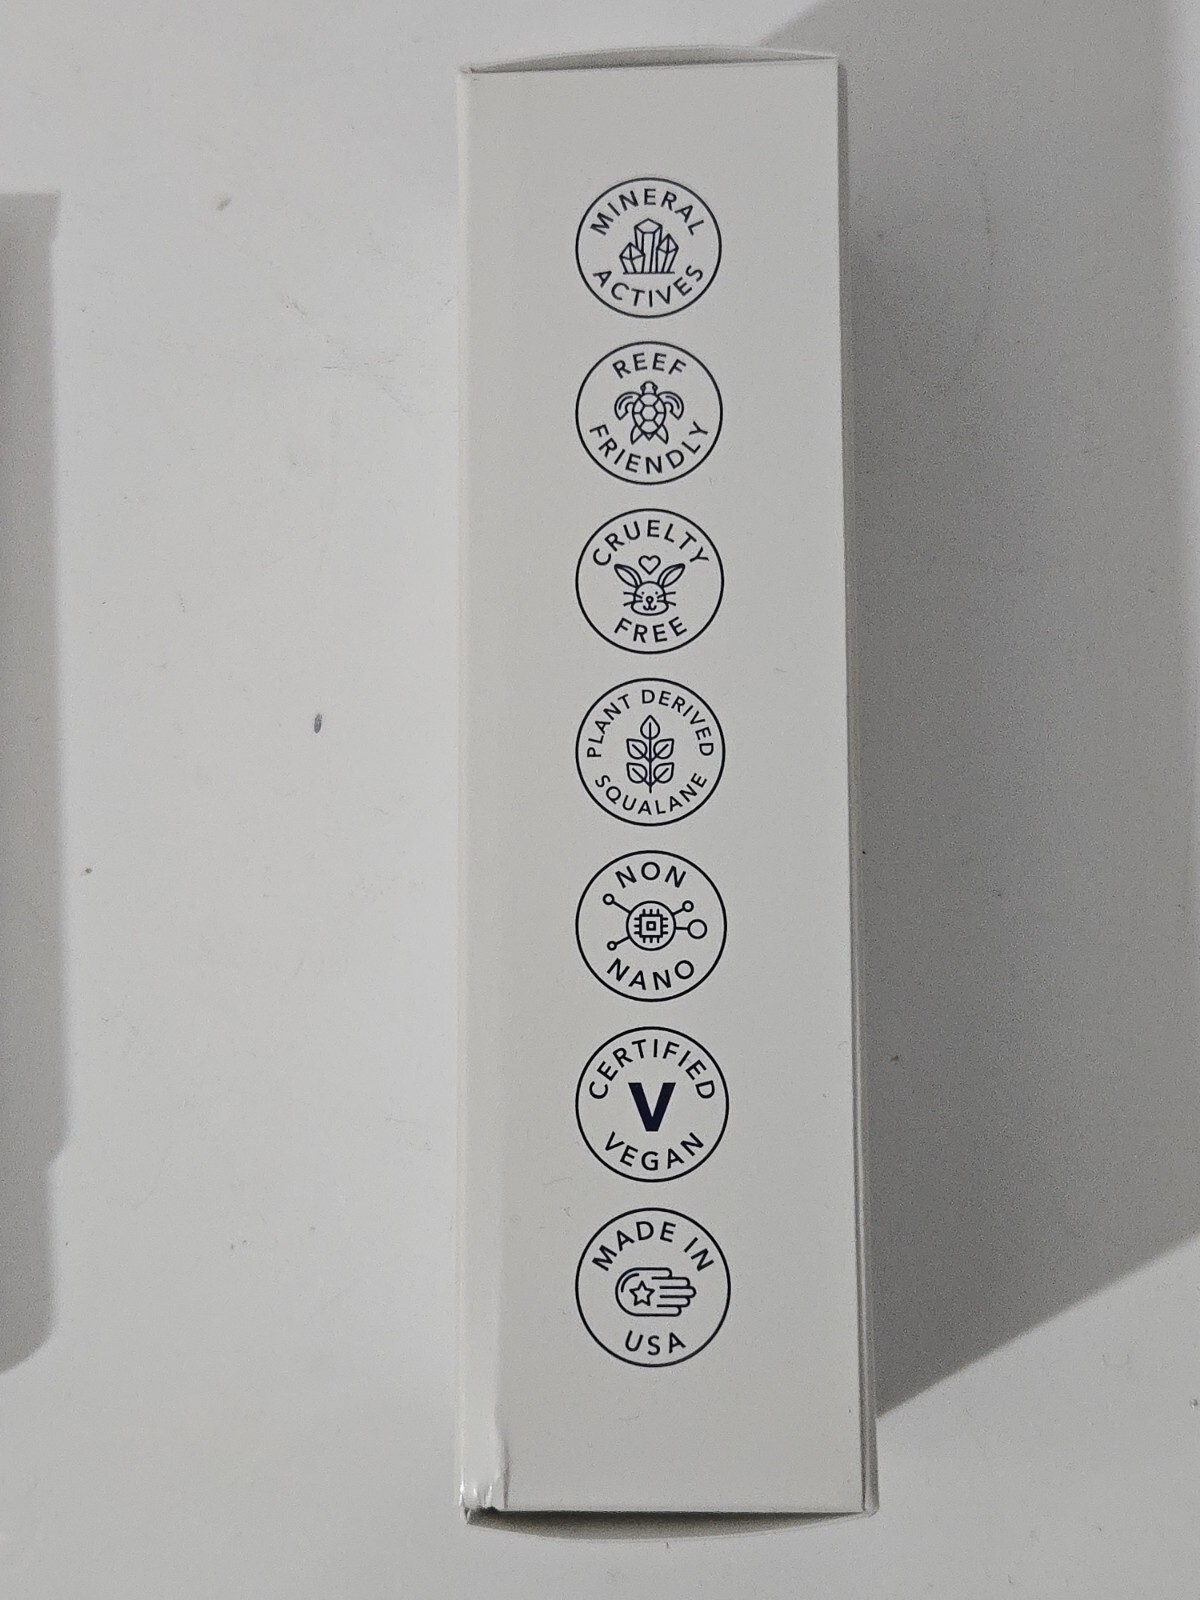 MINERAL
ACTIVES
REEF
FRIENDLY
CRUELTY
FREE
PLANT DERIVED
SQUALANE
NON
NANO
CERTIFIED
V
VEGAN
MADE IN
USA